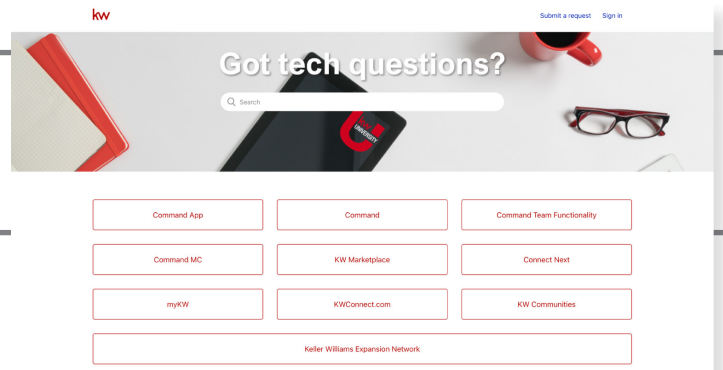 kw
Submit a request Sign in
Got tech questions?
Search
UNIVERSITY
Command App
Command
Command Team Functionality
Command MC
KW Marketplace
Connect Next
myKW
KWConnect.com
KW Communities
Keller Williams Expansion Network